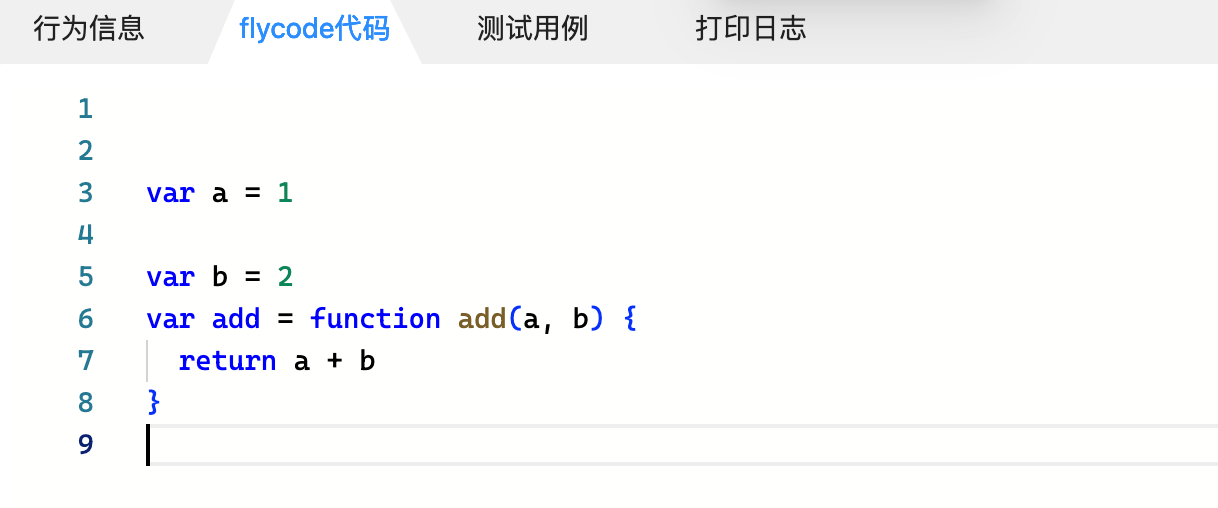 行为信息 flycode代码 测试用例 打印日志
1
2
3 var a = 1
4
5 var b = 2
6 var add = function add(a, b) {
7   return a + b
8 }
9